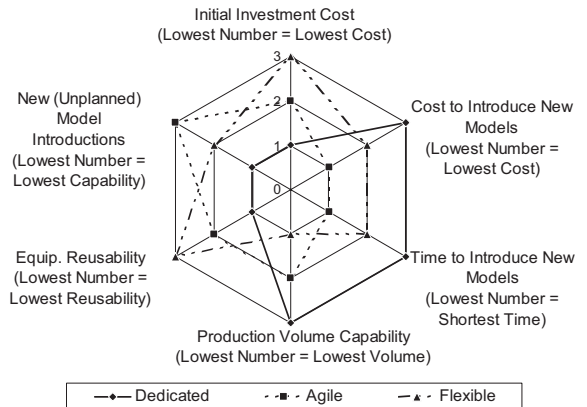 Initial Investment Cost
(Lowest Number = Lowest Cost)
3
2
1
0
New (Unplanned)
Model
Introductions
(Lowest Number =
Lowest Capability)
Cost to Introduce New
Models
(Lowest Number =
Lowest Cost)
Equip. Reusability
(Lowest Number =
Lowest Reusability)
Time to Introduce New
Models
(Lowest Number =
Shortest Time)
Production Volume Capability
(Lowest Number = Lowest Volume)
Dedicated Agile Flexible